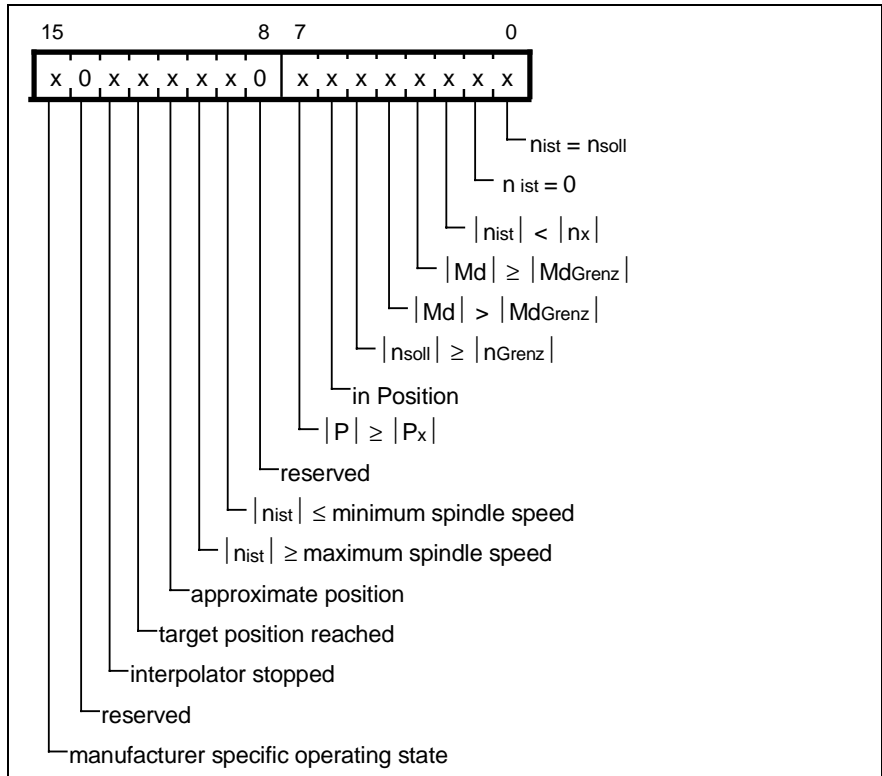 15 8 7 0
x 0 x x x x x 0 x x x x x x x x
nist = nsoll
n ist = 0
|nist| < |nx|
|Md| ≥ |MdGrenz|
|Md| > |MdGrenz|
|nsoll| ≥ |nGrenz|
in Position
|P| ≥ |Px|
reserved
|nist| ≤ minimum spindle speed
|nist| ≥ maximum spindle speed
approximate position
target position reached
interpolator stopped
reserved
manufacturer specific operating state